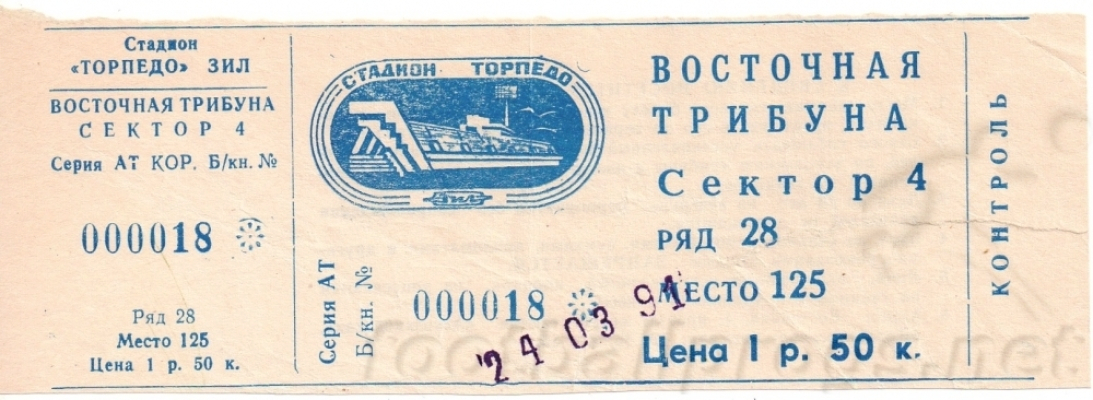 Стадион
«ТОРПЕДО» ЗИЛ
ВОСТОЧНАЯ ТРИБУНА
СЕКТОР 4
Серия АТ КОР. Б/кн. №
000018
Ряд 28
Место 125
Цена 1 р. 50 к.
СТАДИОН ТОРПЕДО
ЗИЛ
Серия АТ
Б/кн. №
000018
24 03 91
ВОСТОЧНАЯ
ТРИБУНА
Сектор 4
РЯД 28
МЕСТО 125
Цена 1 р. 50 к.
КОНТРОЛЬ